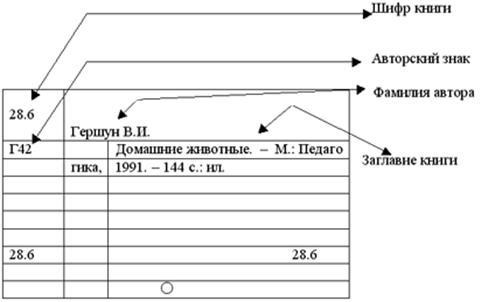 Шифр книги
Авторский знак
28.6
Фамилия автора
Гершун В.И.
Г42 Домашние животные. – М.: Педаго
Заглавие книги
гика, 1991. – 144 с.: ил.
28.6 28.6